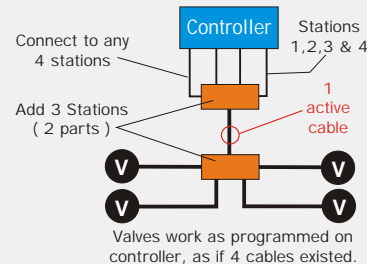 Controller
Connect to any
4 stations
Stations
1,2,3 & 4
Add 3 Stations
( 2 parts )
1
active
cable
V
V
V
V
Valves work as programmed on
controller, as if 4 cables existed.